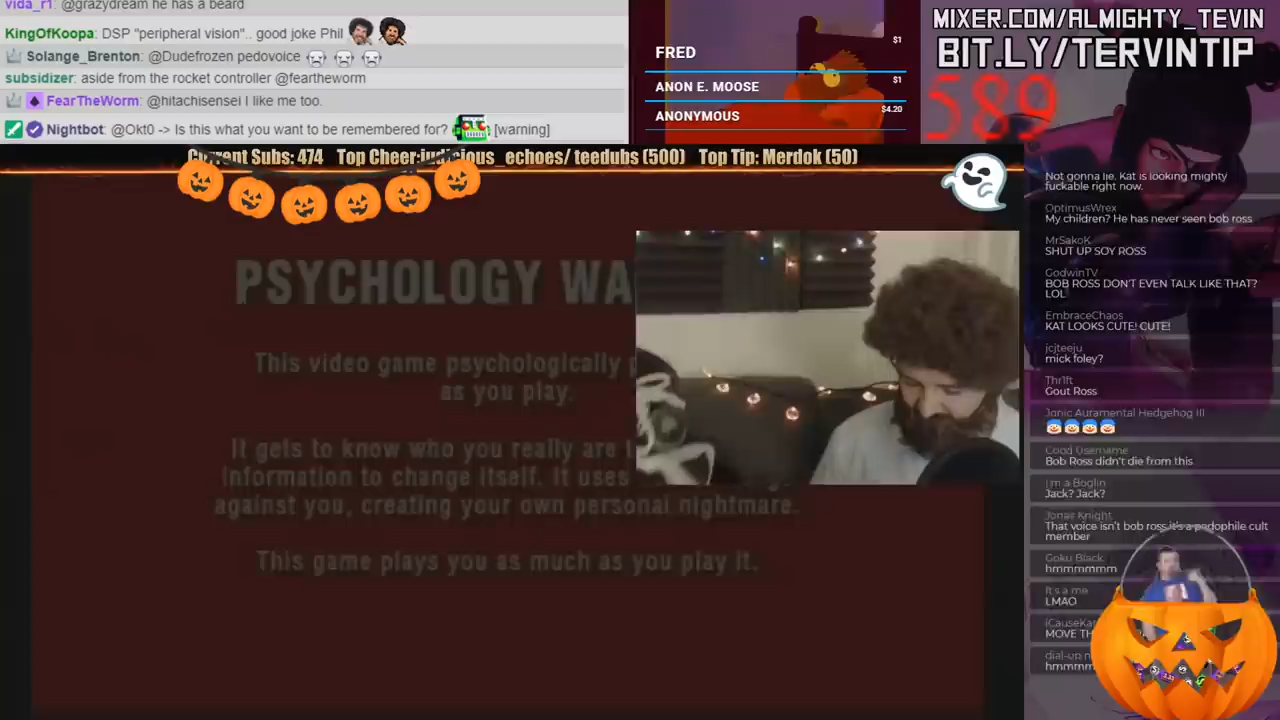 vida_r1: @grazydream he has a beard
KingOfKoopa: DSP "peripheral vision".. good joke Phil
Solange_Brenton: @Dudefrozen pedovoice
subsidizer: aside from the rocket controller @feartheworm
FearTheWorm: @hitachisensei I like me too.
Nightbot: @Okt0 -> Is this what you want to be remembered for? [warning]
FRED $1
ANON E. MOOSE $1
ANONYMOUS $4.20
MIXER.COM/ALMIGHTY_TEVIN
BIT.LY/TERVINTIP
589
Current Subs: 474 Top Cheer:judicious_echoes/ teedubs (500) Top Tip: Merdok (50)
PSYCHOLOGY WA
This video game psychologically
as you play.
It gets to know who you really are
information to change itself. It uses
against you, creating your own personal nightmare.
This game plays you as much as you play it.
Not gonna lie. Kat is looking mighty
fuckable right now.
OptimusWrex
My children? He has never seen bob ross
MrSakoK
SHUT UP SOY ROSS
GodwinTV
BOB ROSS DON'T EVEN TALK LIKE THAT?
LOL
EmbraceChaos
KAT LOOKS CUTE! CUTE!
jcjteeju
mick foley?
Thr1ft
Gout Ross
Janic Auramental Hedgehog III
Good Username
Bob Ross didn't die from this
I'm a Boglin
Jack? Jack?
Jonas Knight
That voice isn't bob ross it's a pedophile cult
member
Goku Black
hmmmmmm
It's a me
LMAO
iCauseKa
MOVE TH
dial-up
hmmmm